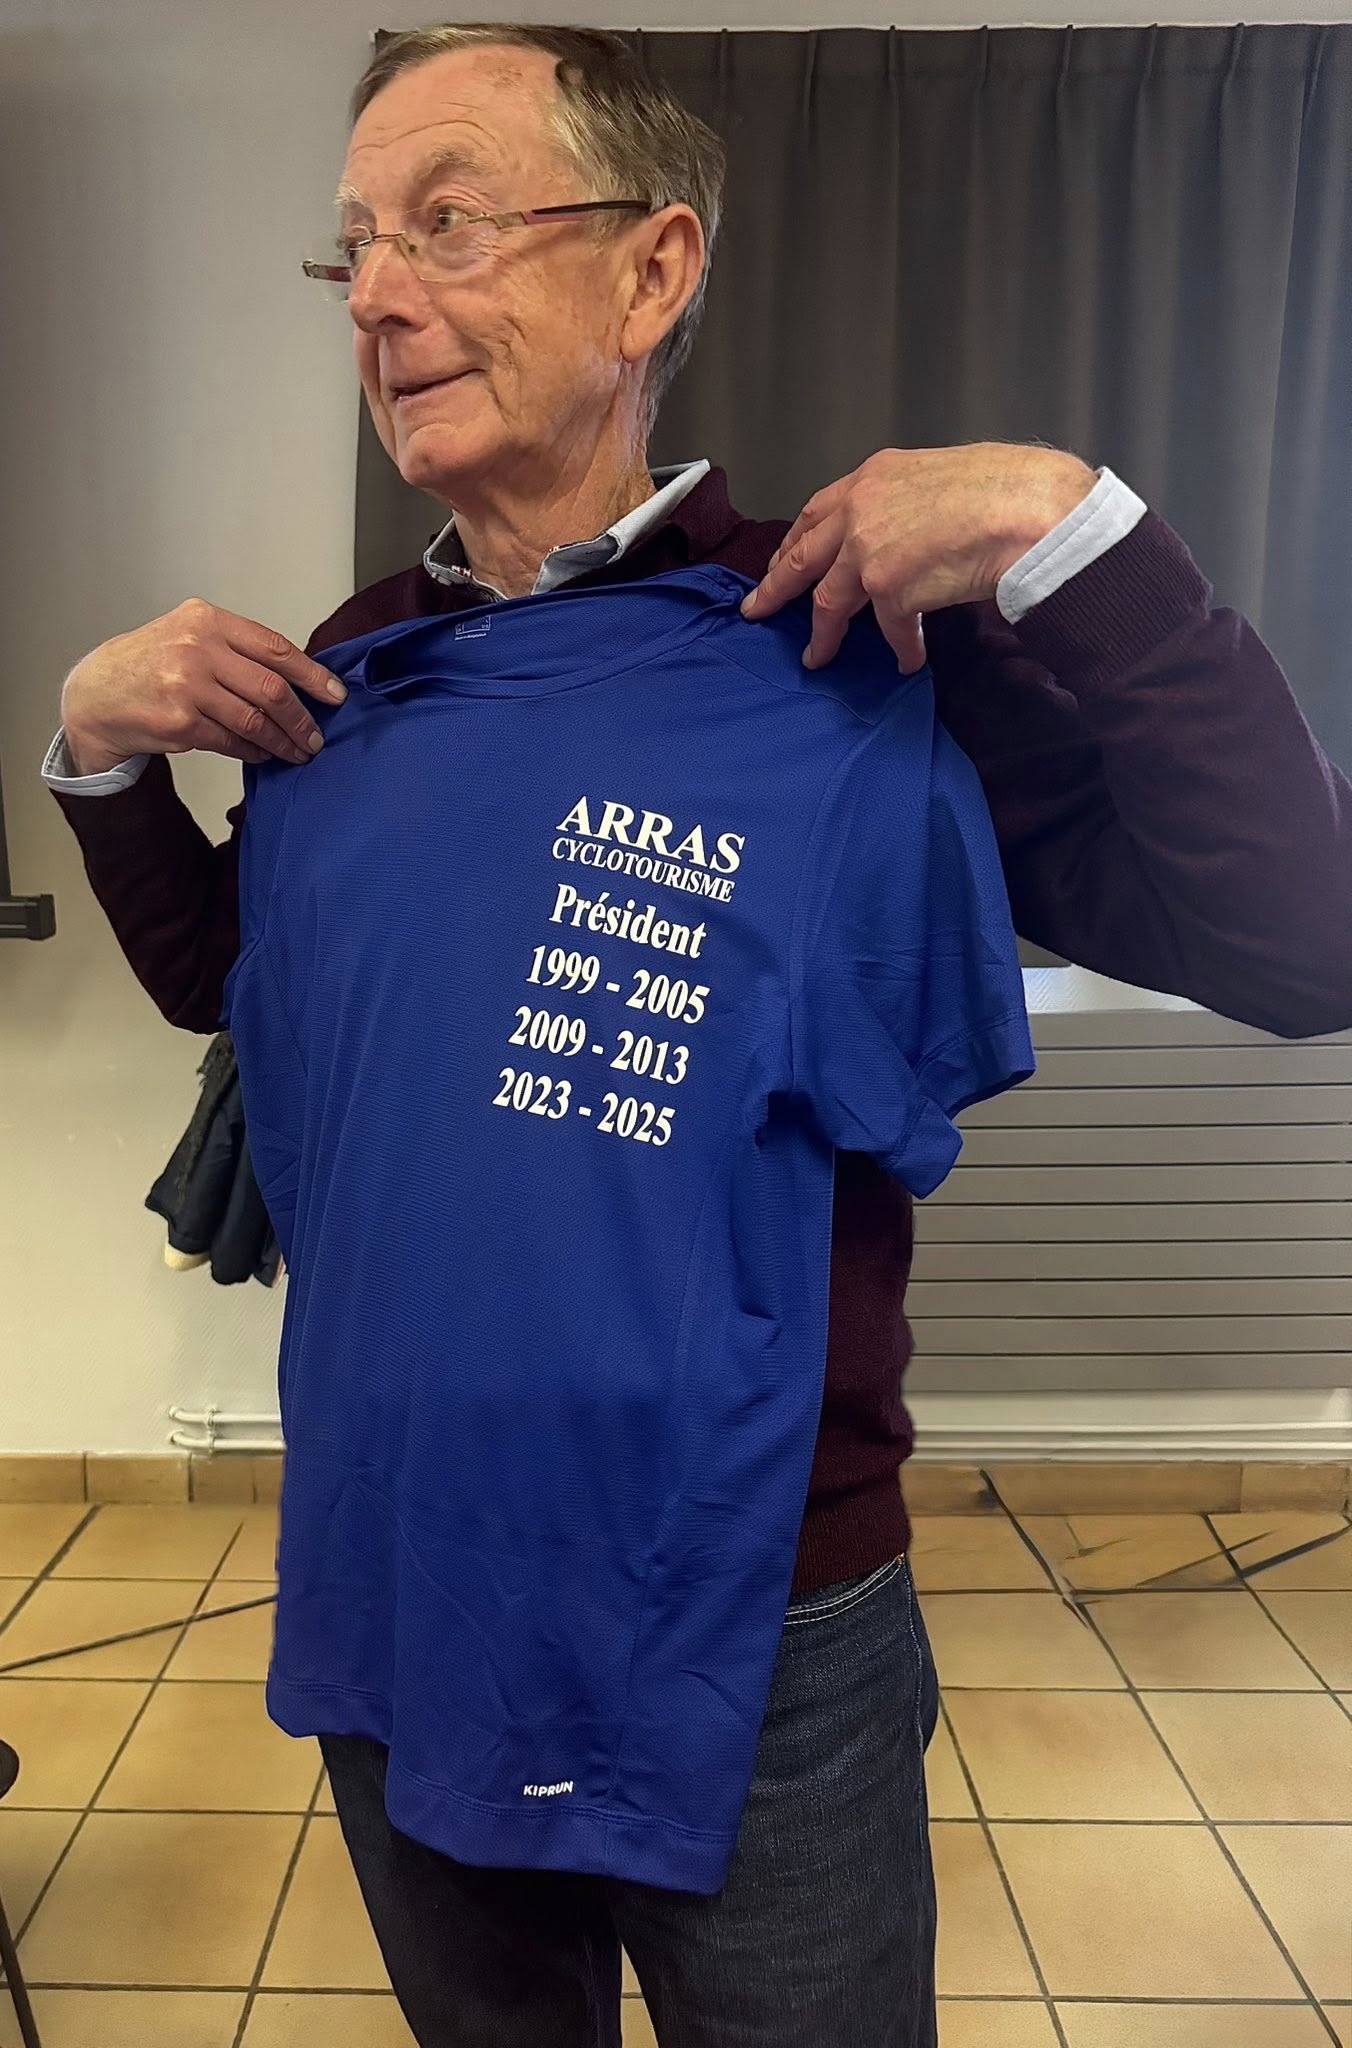 ARRAS
CYCLOTOURISME
Président
1999 - 2005
2009 - 2013
2023 - 2025
KIPRUN